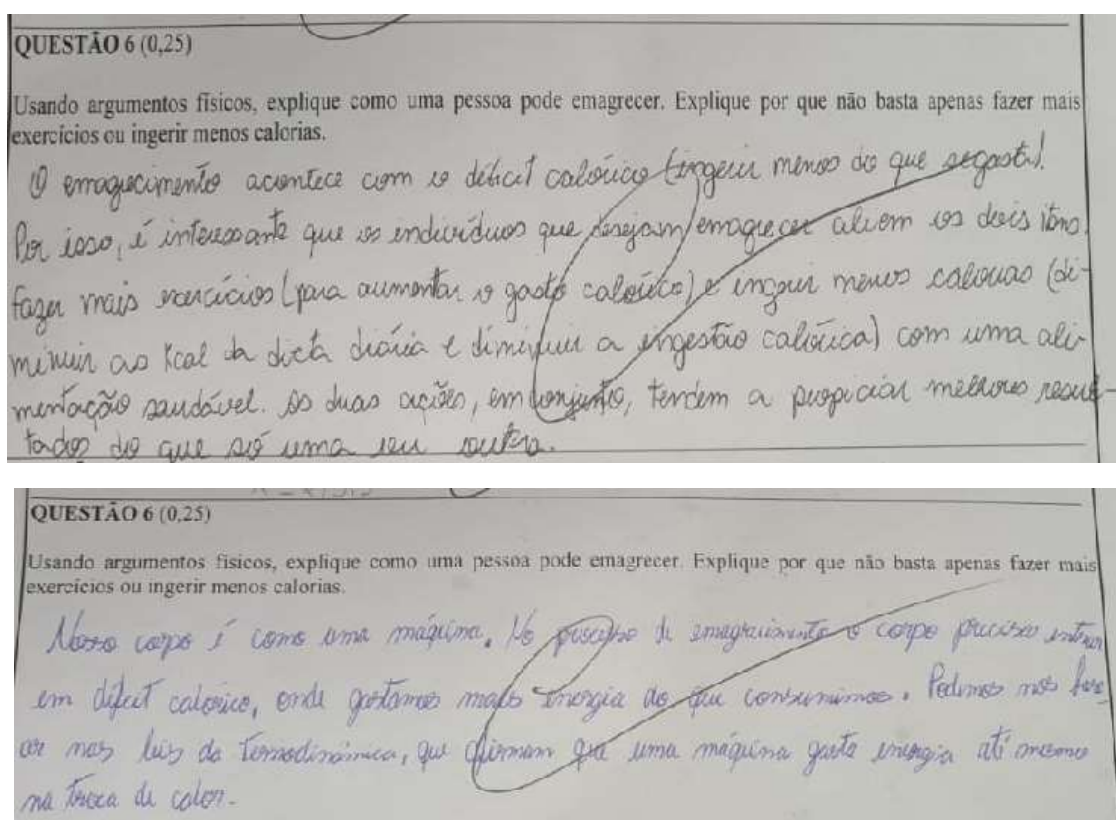 QUESTÃO 6 (0,25)
Usando argumentos físicos, explique como uma pessoa pode emagrecer. Explique por que não basta apenas fazer mais
exercícios ou ingerir menos calorias.
O emagrecimento acontece com o déficit calórico (ingerir menos do que se gasta).
Por isso, é interessante que os indivíduos que desejam emagrecer aliem os dois itens:
fazer mais exercícios (para aumentar o gasto calórico) e ingerir menos calorias (di-
minuir as Kcal da dieta diária e diminuir a ingestão calórica) com uma ali-
mentação saudável. As duas ações, em conjunto, tendem a propiciar melhores resul-
tados do que só uma ou outra.
QUESTÃO 6 (0,25)
Usando argumentos físicos, explique como uma pessoa pode emagrecer. Explique por que não basta apenas fazer mais
exercícios ou ingerir menos calorias.
Nosso corpo é como uma máquina. No processo de emagrecimento o corpo precisa entrar
em déficit calórico, onde gastamos mais energia do que consumimos. Podemos nos base
ar nas leis da termodinâmica, que afirmam que uma máquina gasta energia até mesmo
na troca de calor.